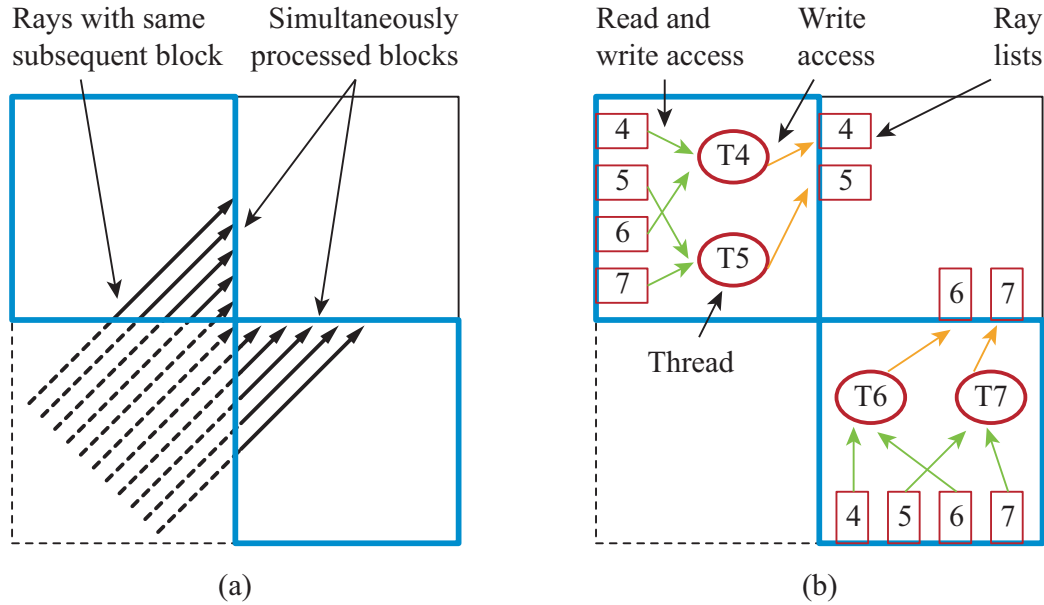 Rays with same
subsequent block
Simultaneously
processed blocks
(a)
Read and
write access
Write
access
Ray
lists
4
5
6
7
T4
T5
4
5
Thread
6
7
T6
T7
4
5
6
7
(b)